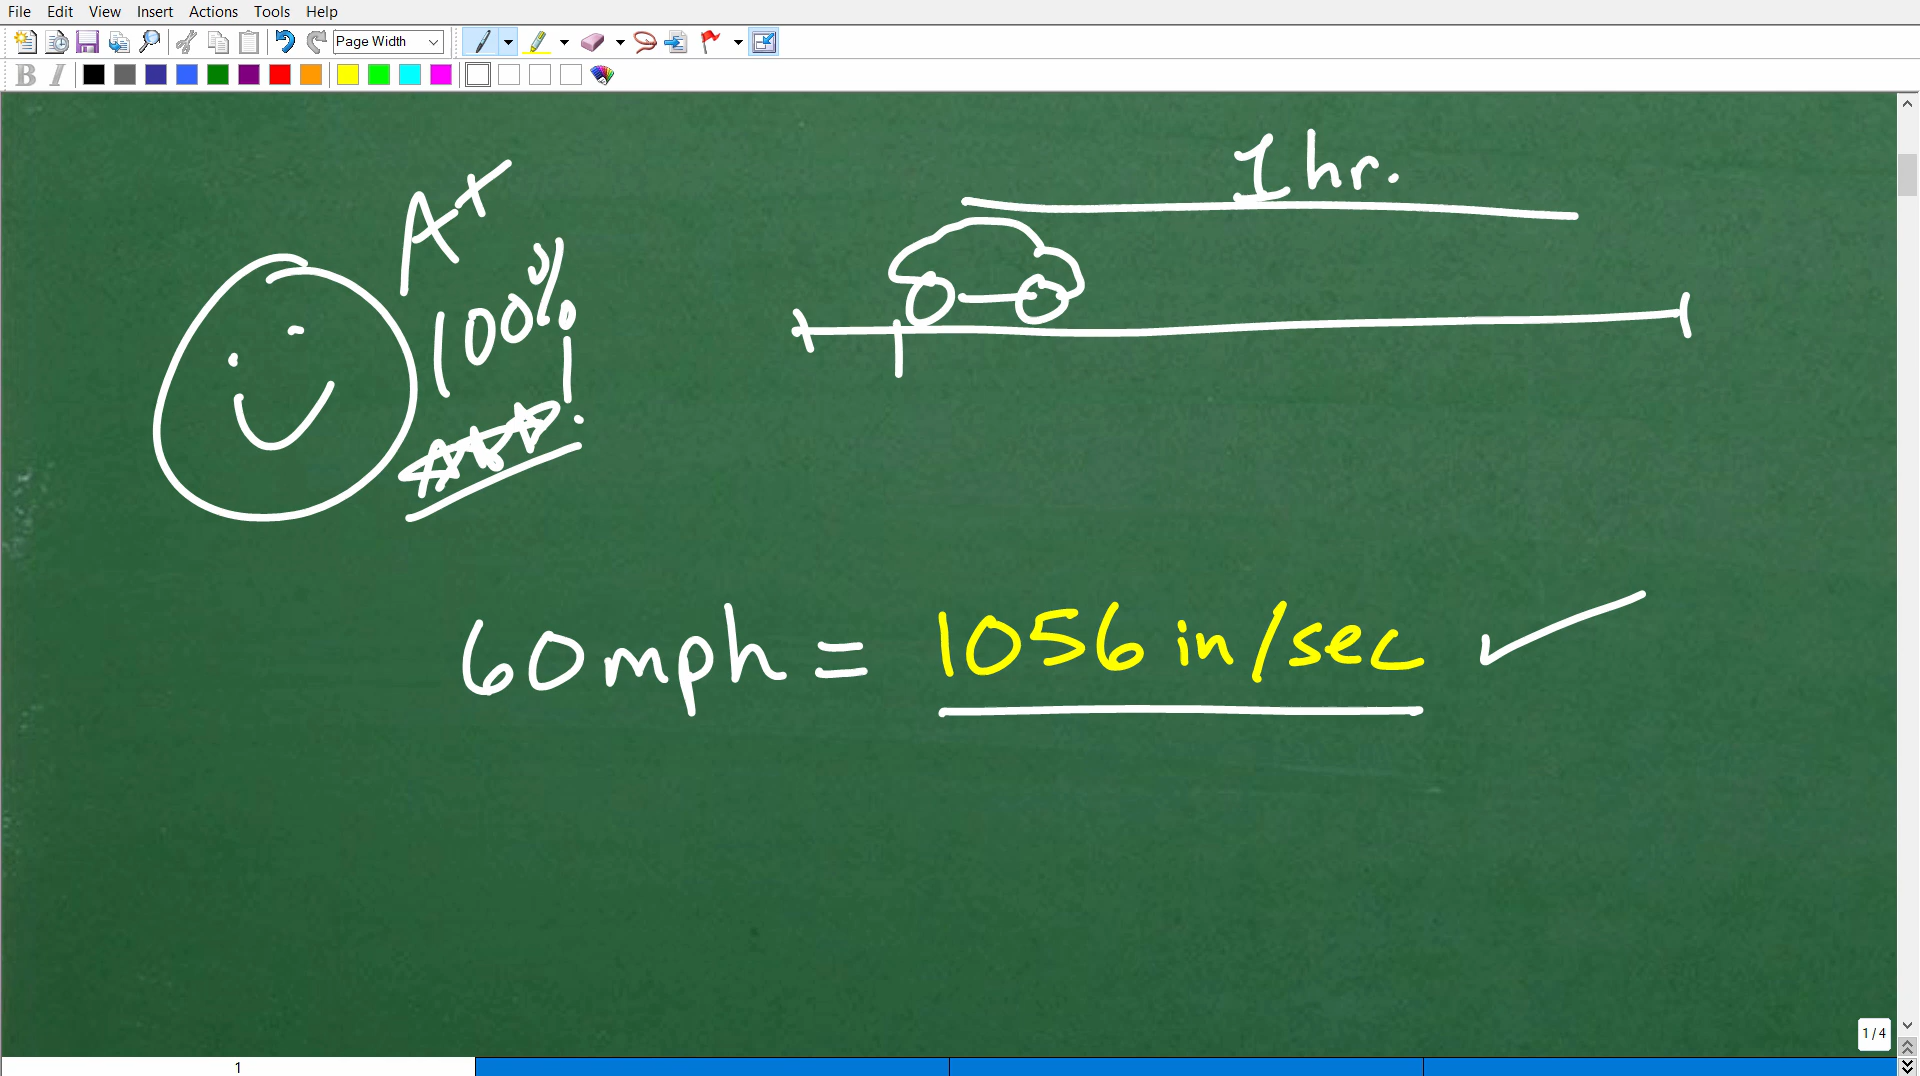 File Edit View Insert Actions Tools Help
Page Width
B I
A+
100%!
1 hr.
60mph = 1056 in/sec
1/4
1